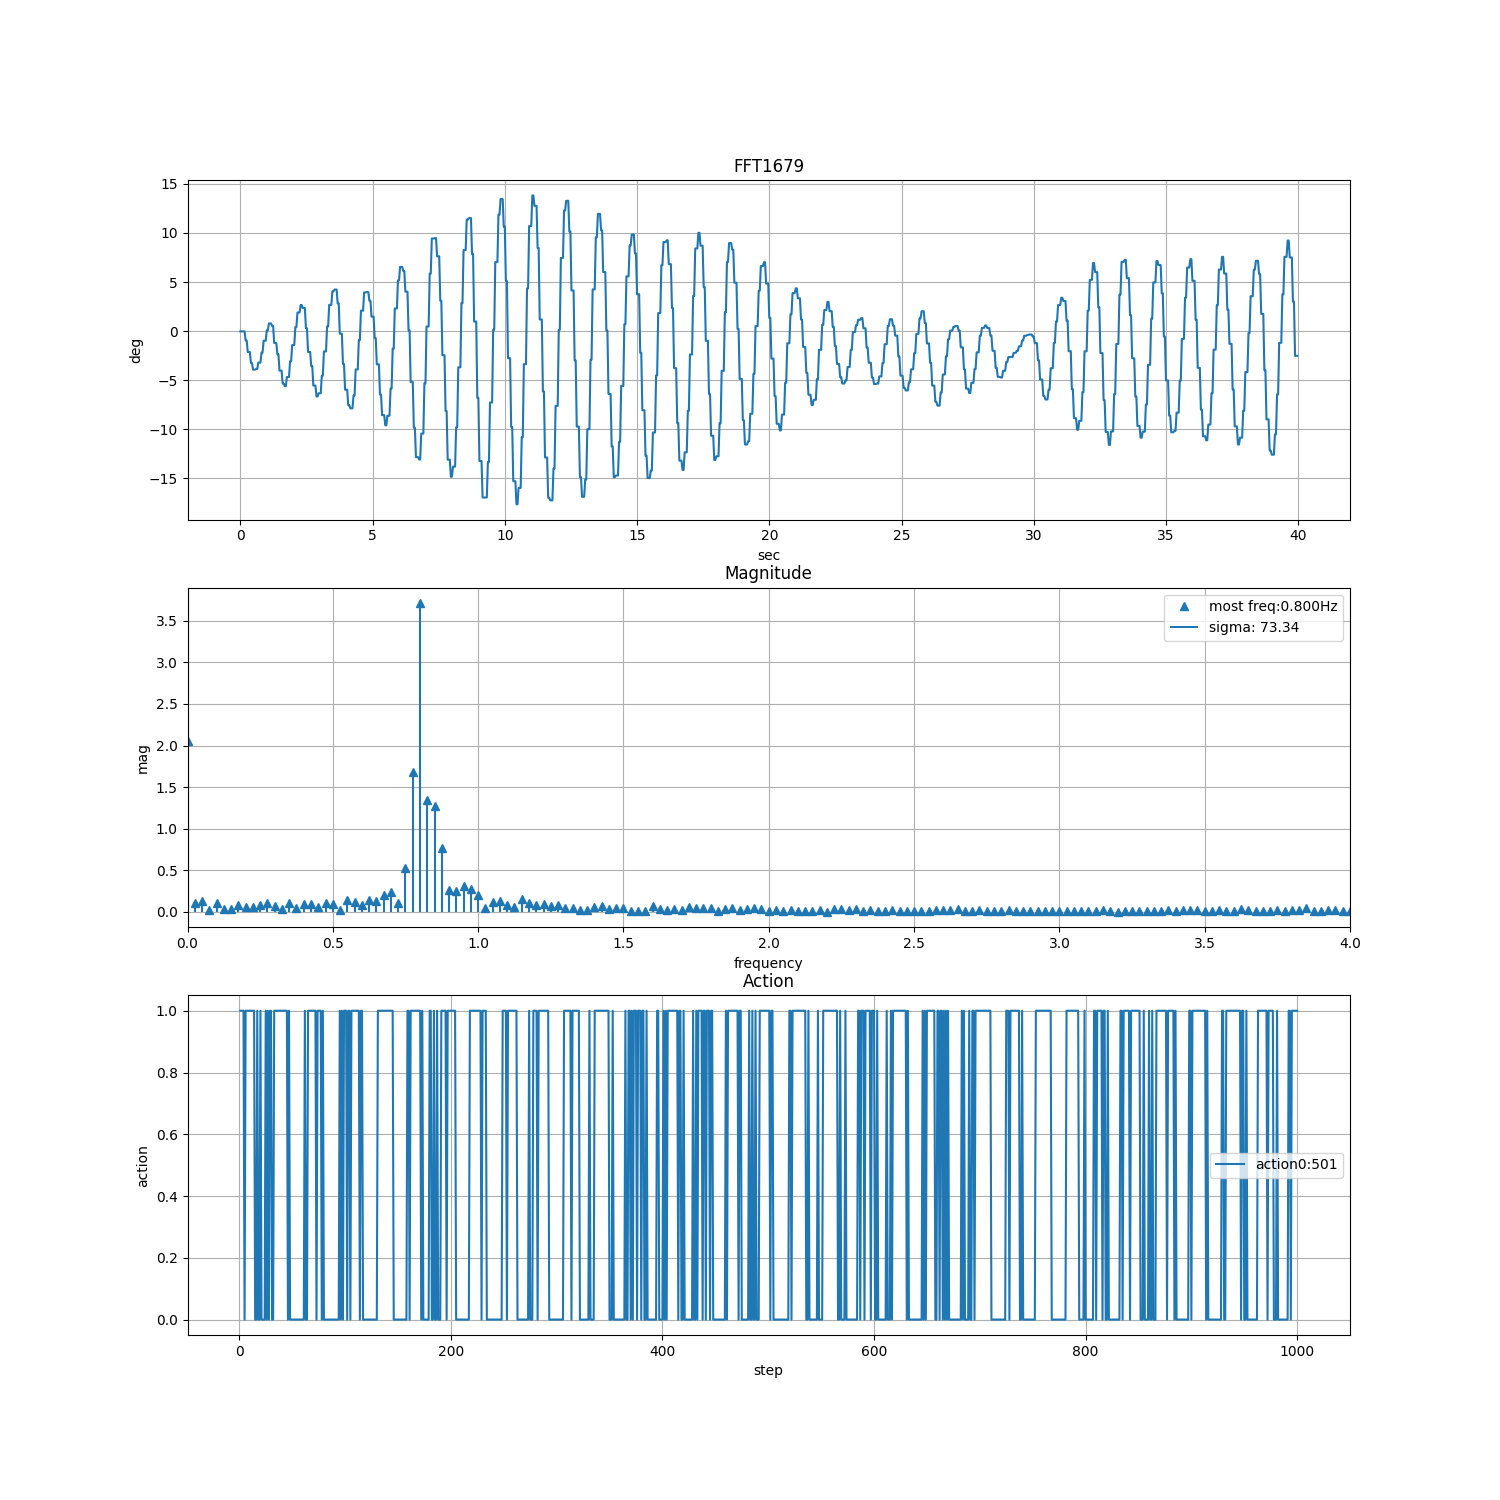 FFT1679
15
10
5
0
−5
−10
−15
deg
0 5 10 15 20 25 30 35 40
sec
Magnitude
3.5
3.0
2.5
2.0
1.5
1.0
0.5
0.0
mag
most freq:0.800Hz
sigma: 73.34
0.0 0.5 1.0 1.5 2.0 2.5 3.0 3.5 4.0
frequency
Action
1.0
0.8
0.6
0.4
0.2
0.0
action
action0:501
0 200 400 600 800 1000
step